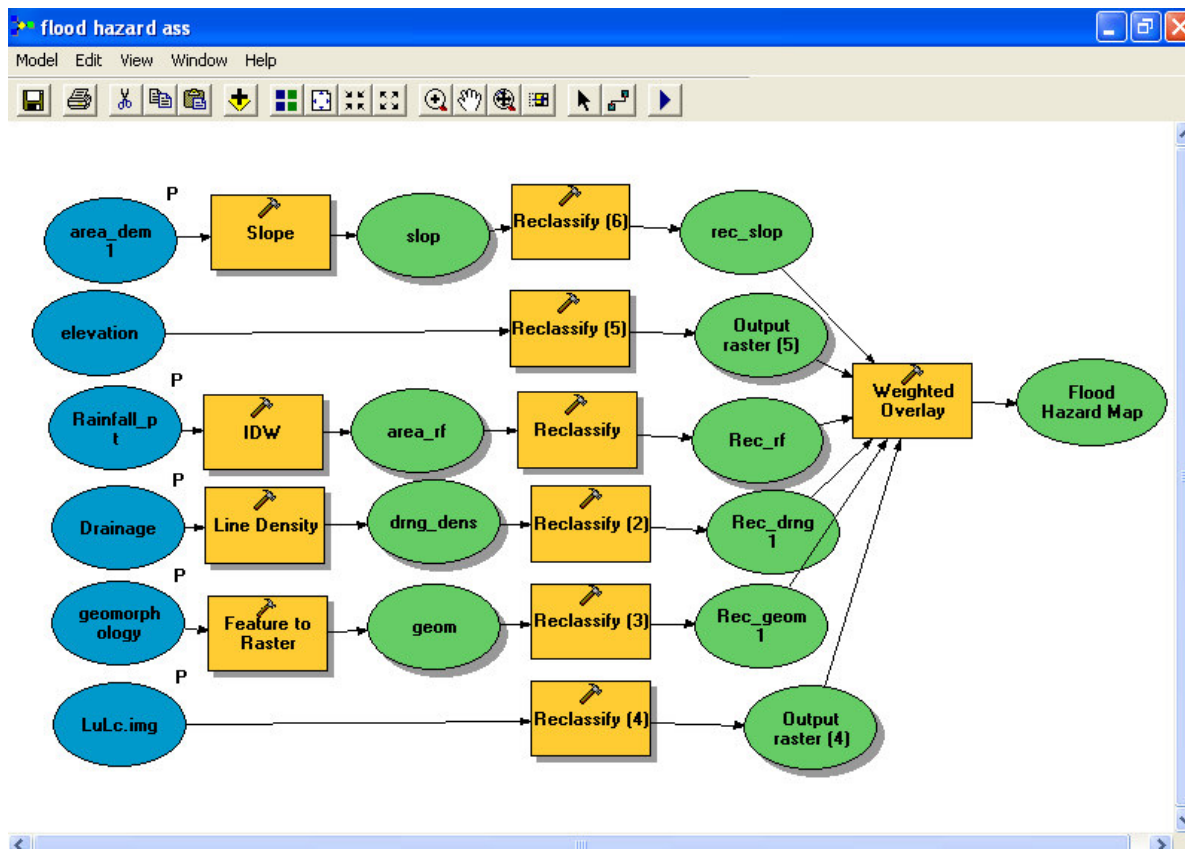 flood hazard ass
Model Edit View Window Help
P
area_dem
1
Slope
slop
Reclassify (6)
rec_slop
elevation
Reclassify (5)
Output
raster (5)
P
Rainfall_p
t
IDW
area_rf
Reclassify
Rec_rf
Weighted
Overlay
Flood
Hazard Map
P
Drainage
Line Density
drng_dens
Reclassify (2)
Rec_drng
1
P
geomorph
ology
Feature to
Raster
geom
Reclassify (3)
Rec_geom
1
P
LuLc.img
Reclassify (4)
Output
raster (4)